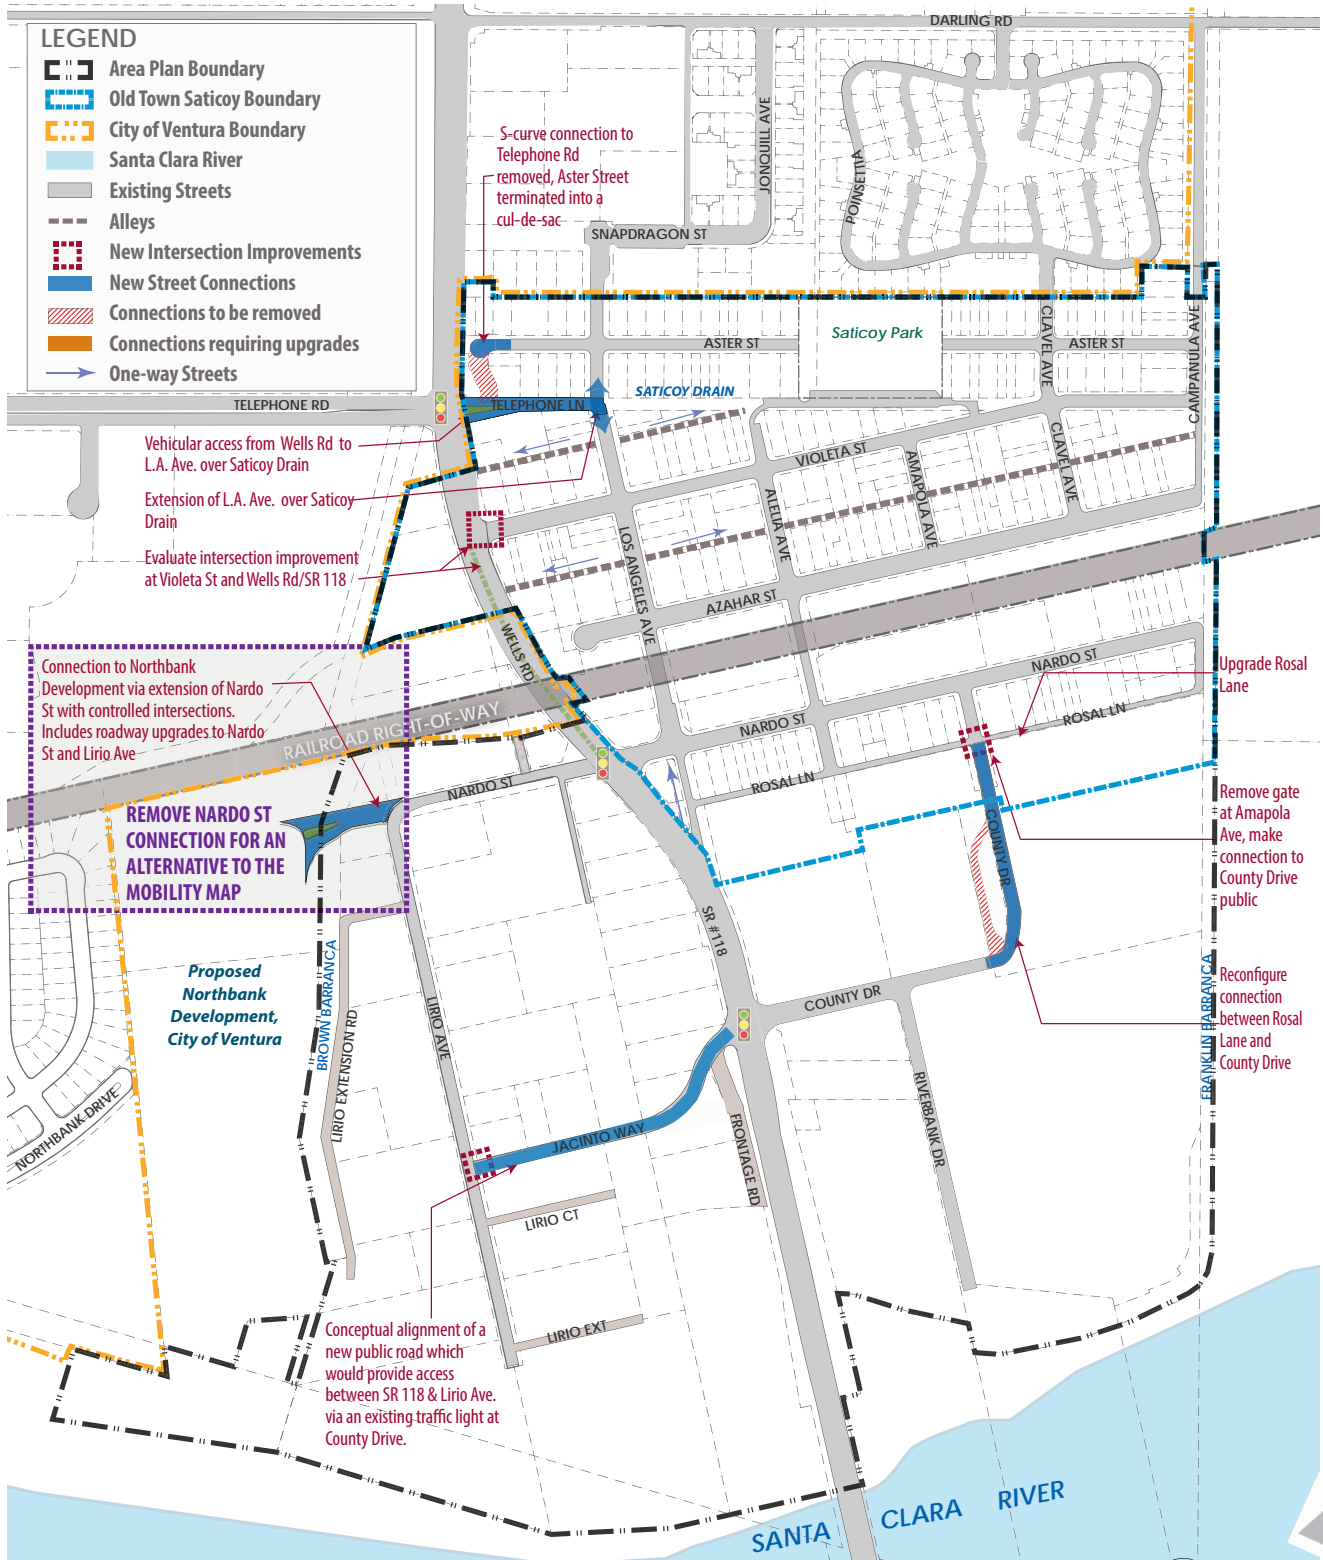 LEGEND
Area Plan Boundary
Old Town Saticoy Boundary
City of Ventura Boundary
Santa Clara River
Existing Streets
Alleys
New Intersection Improvements
New Street Connections
Connections to be removed
Connections requiring upgrades
One-way Streets
DARLING RD
JONQUILL AVE
POINSETTIA
S-curve connection to
Telephone Rd
removed, Aster Street
terminated into a
cul-de-sac
SNAPDRAGON ST
ASTER ST
Saticoy Park
CLAVEL AVE
ASTER ST
CAMPANULA AVE
TELEPHONE RD
TELEPHONE LN
SATICOY DRAIN
Vehicular access from Wells Rd to
L.A. Ave. over Saticoy Drain
Extension of L.A. Ave. over Saticoy
Drain
Evaluate intersection improvement
at Violeta St and Wells Rd/SR 118
VIOLETA ST
CLAVEL AVE
AMAPOLA AVE
ALELIA AVE
LOS ANGELES AVE
AZAHAR ST
WELLS RD
Connection to Northbank
Development via extension of Nardo
St with controlled intersections.
Includes roadway upgrades to Nardo
St and Lirio Ave
RAILROAD RIGHT-OF-WAY
NARDO ST
Upgrade Rosal
Lane
NARDO ST
ROSAL LN
NARDO ST
ROSAL LN
REMOVE NARDO ST
CONNECTION FOR AN
ALTERNATIVE TO THE
MOBILITY MAP
Remove gate
at Amapola
Ave, make
connection to
County Drive
public
COUNTY DR
SR #118
Proposed
Northbank
Development,
City of Ventura
BROWN BARRANCA
LIRIO EXTENSION RD
LIRIO AVE
COUNTY DR
FRANKLIN BARRANCA
Reconfigure
connection
between Rosal
Lane and
County Drive
NORTHBANK DRIVE
JACINTO WAY
FRONTAGE RD
RIVERBANK DR
LIRIO CT
LIRIO EXT
Conceptual alignment of a
new public road which
would provide access
between SR 118 & Lirio Ave.
via an existing traffic light at
County Drive.
SANTA CLARA RIVER